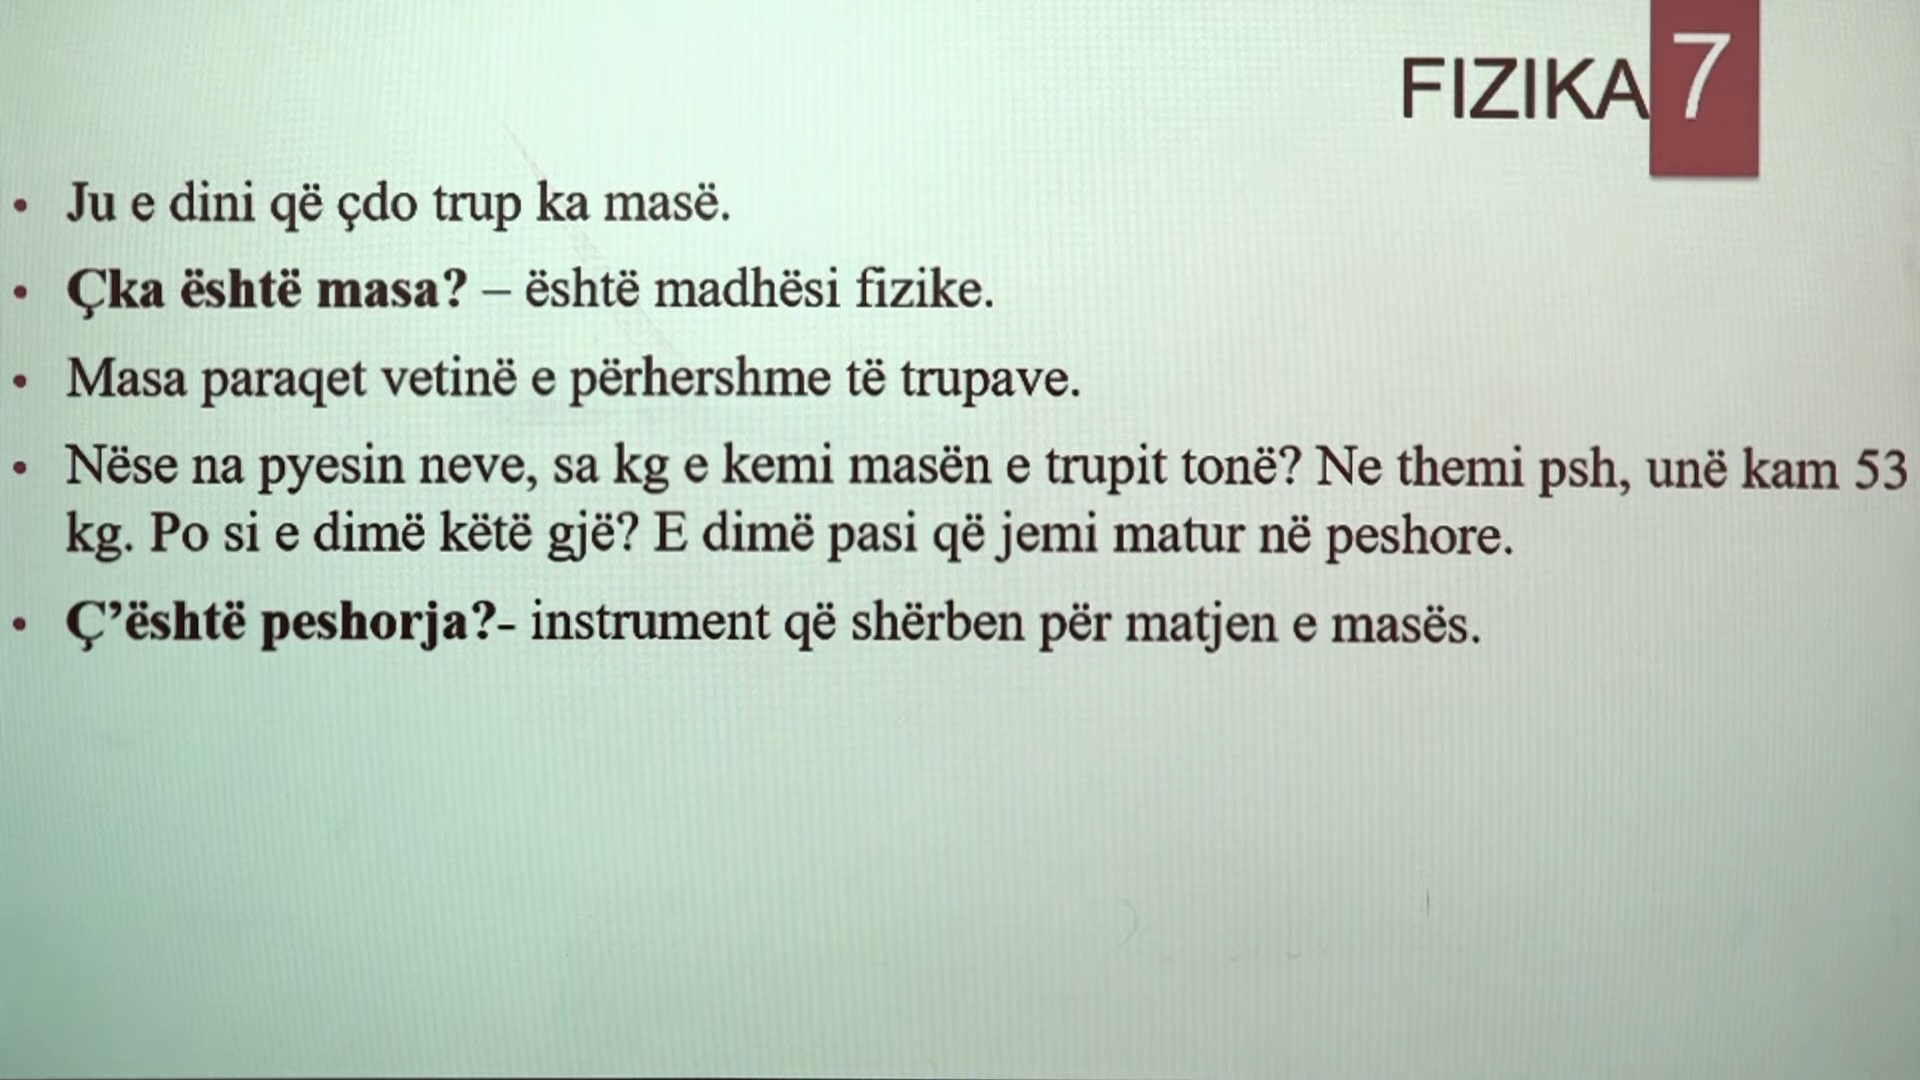 FIZIKA 7
• Ju e dini që çdo trup ka masë.
• Çka është masa? – është madhësi fizike.
• Masa paraqet vetinë e përhershme të trupave.
• Nëse na pyesin neve, sa kg e kemi masën e trupit tonë? Ne themi psh, unë kam 53
kg. Po si e dimë këtë gjë? E dimë pasi që jemi matur në peshore.
• Ç’është peshorja?- instrument që shërben për matjen e masës.